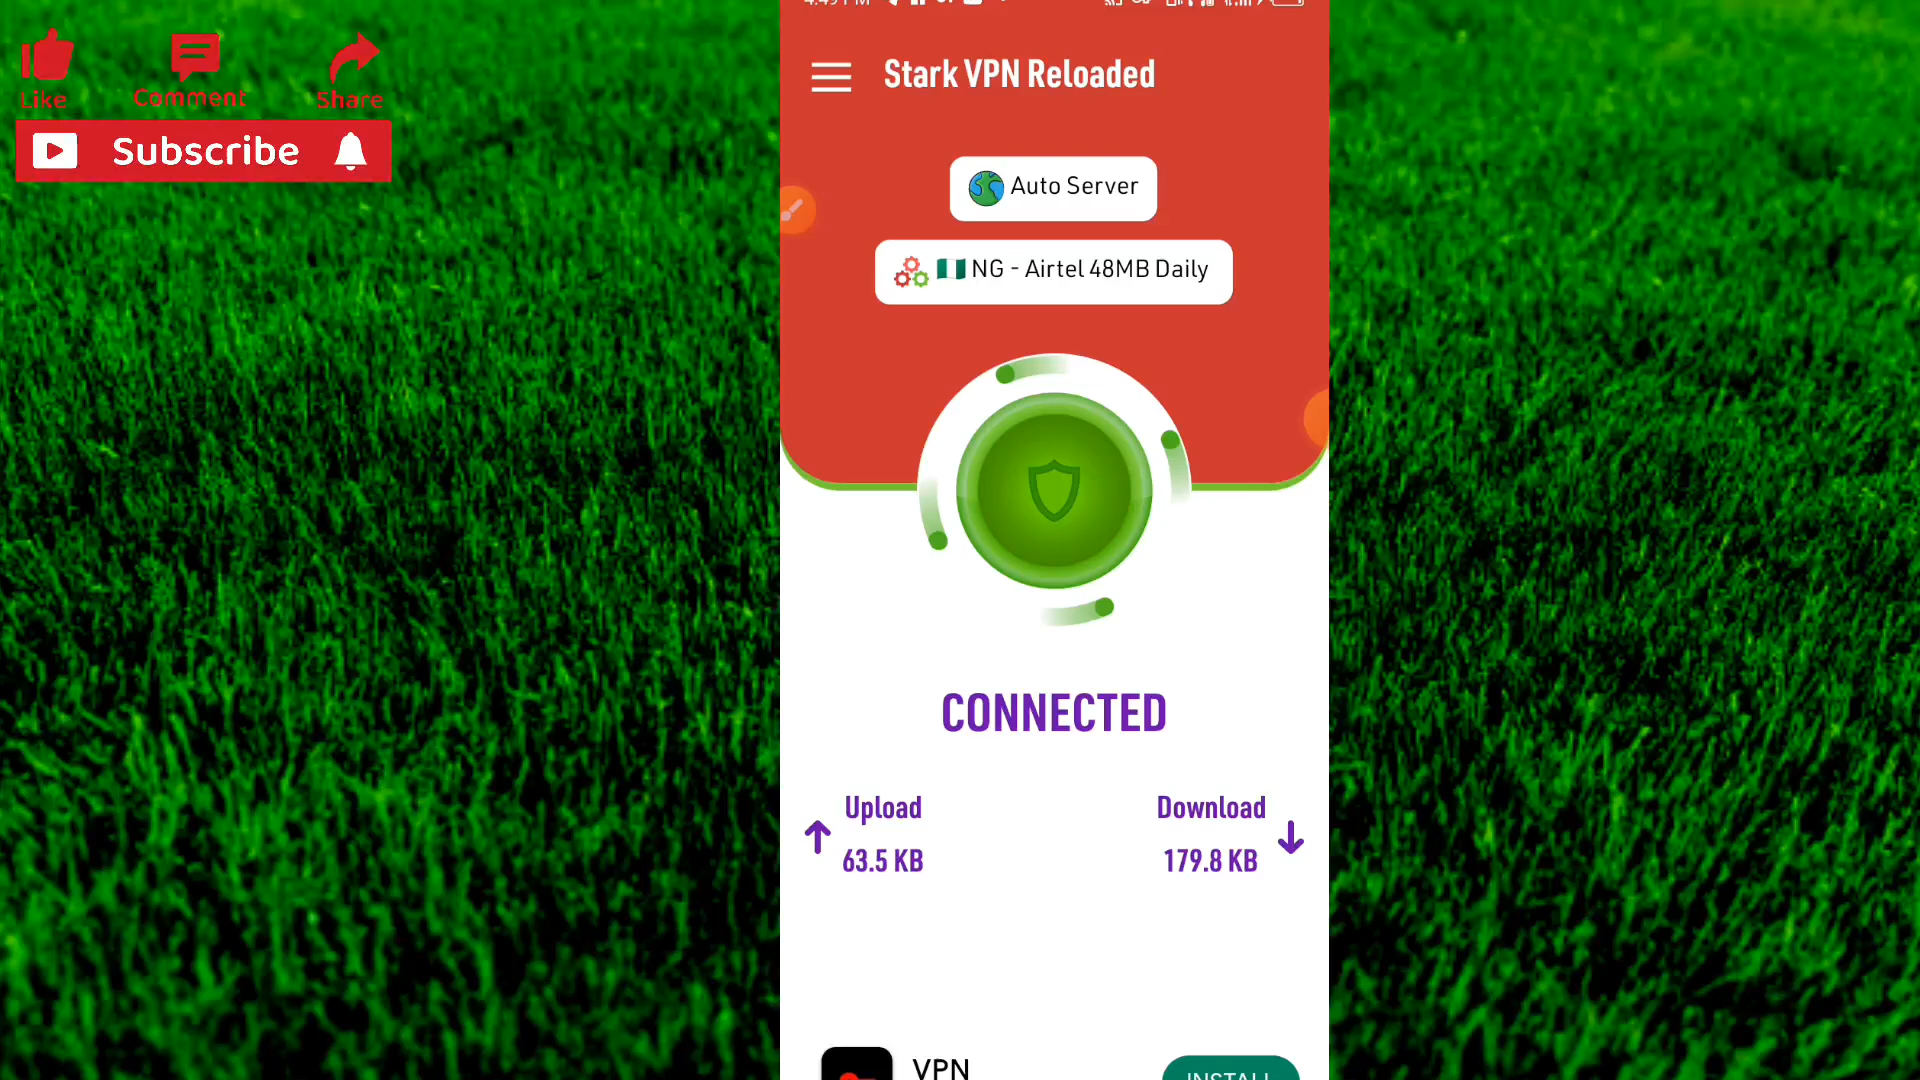 Like
Comment
Share
Subscribe
Stark VPN Reloaded
Auto Server
NG - Airtel 48MB Daily
CONNECTED
Upload
Download
63.5 KB
179.8 KB
VPN
INSTALL